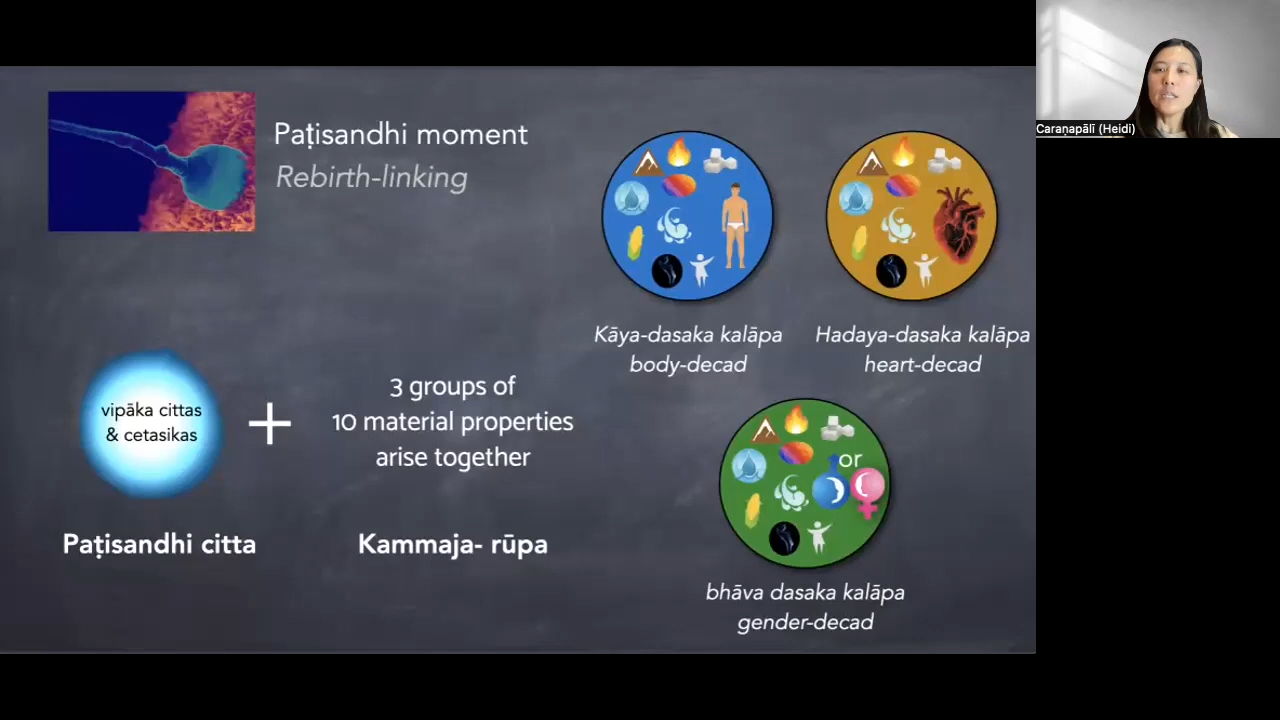 Paṭisandhi moment
Rebirth-linking
Caraṇapālī (Heidi)
Kāya-dasaka kalāpa
body-decad
Hadaya-dasaka kalāpa
heart-decad
vipāka cittas
& cetasikas
+
3 groups of
10 material properties
arise together
or
Paṭisandhi citta
Kammaja- rūpa
bhāva dasaka kalāpa
gender-decad